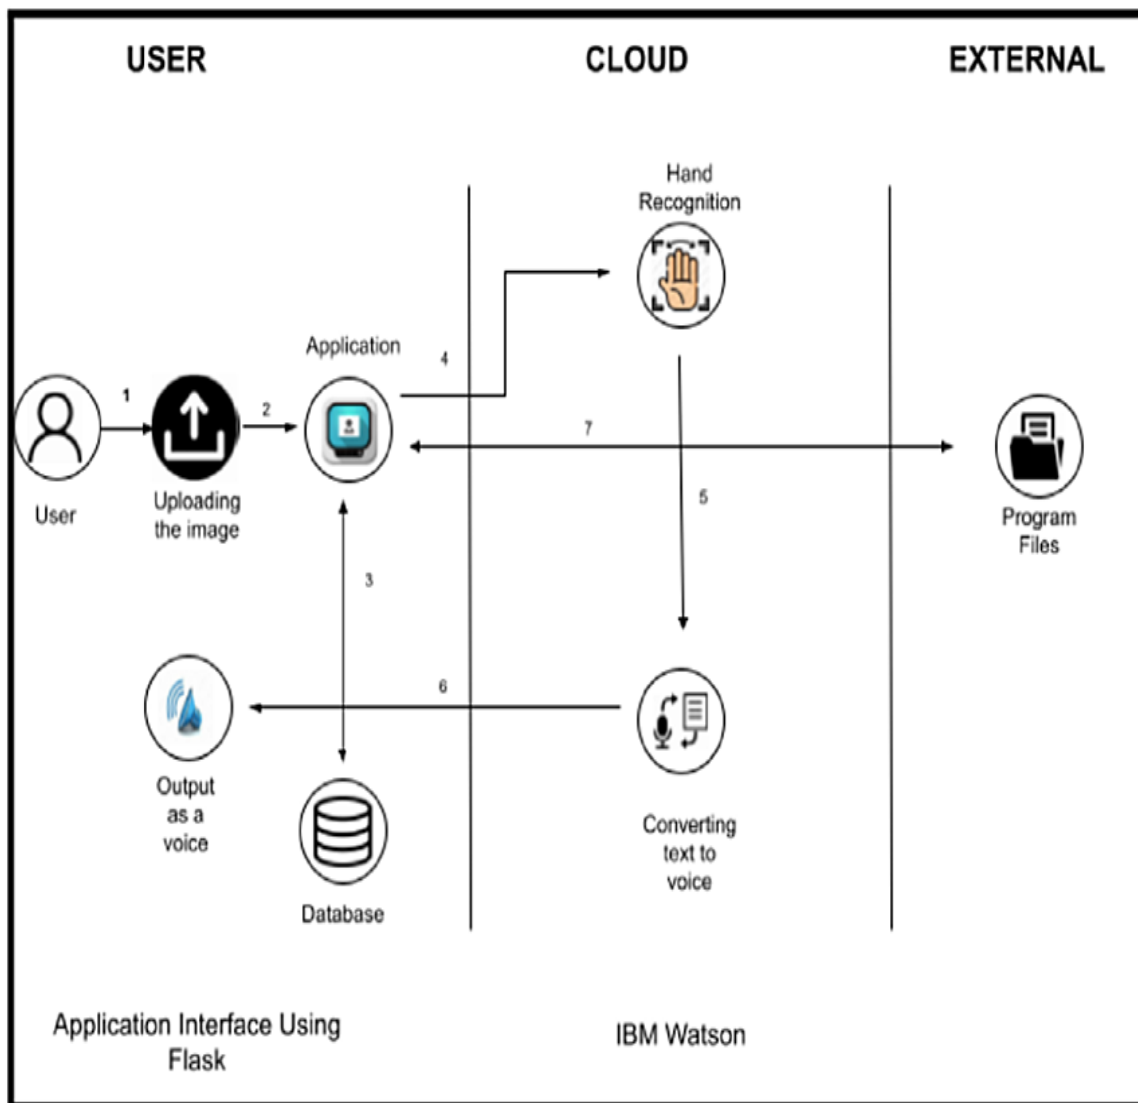 USER
CLOUD
EXTERNAL
Hand
Recognition
Application
4
1
2
7
User
Uploading
the image
5
Program
Files
3
6
Output
as a
voice
Converting
text to
voice
Database
Application Interface Using
Flask
IBM Watson